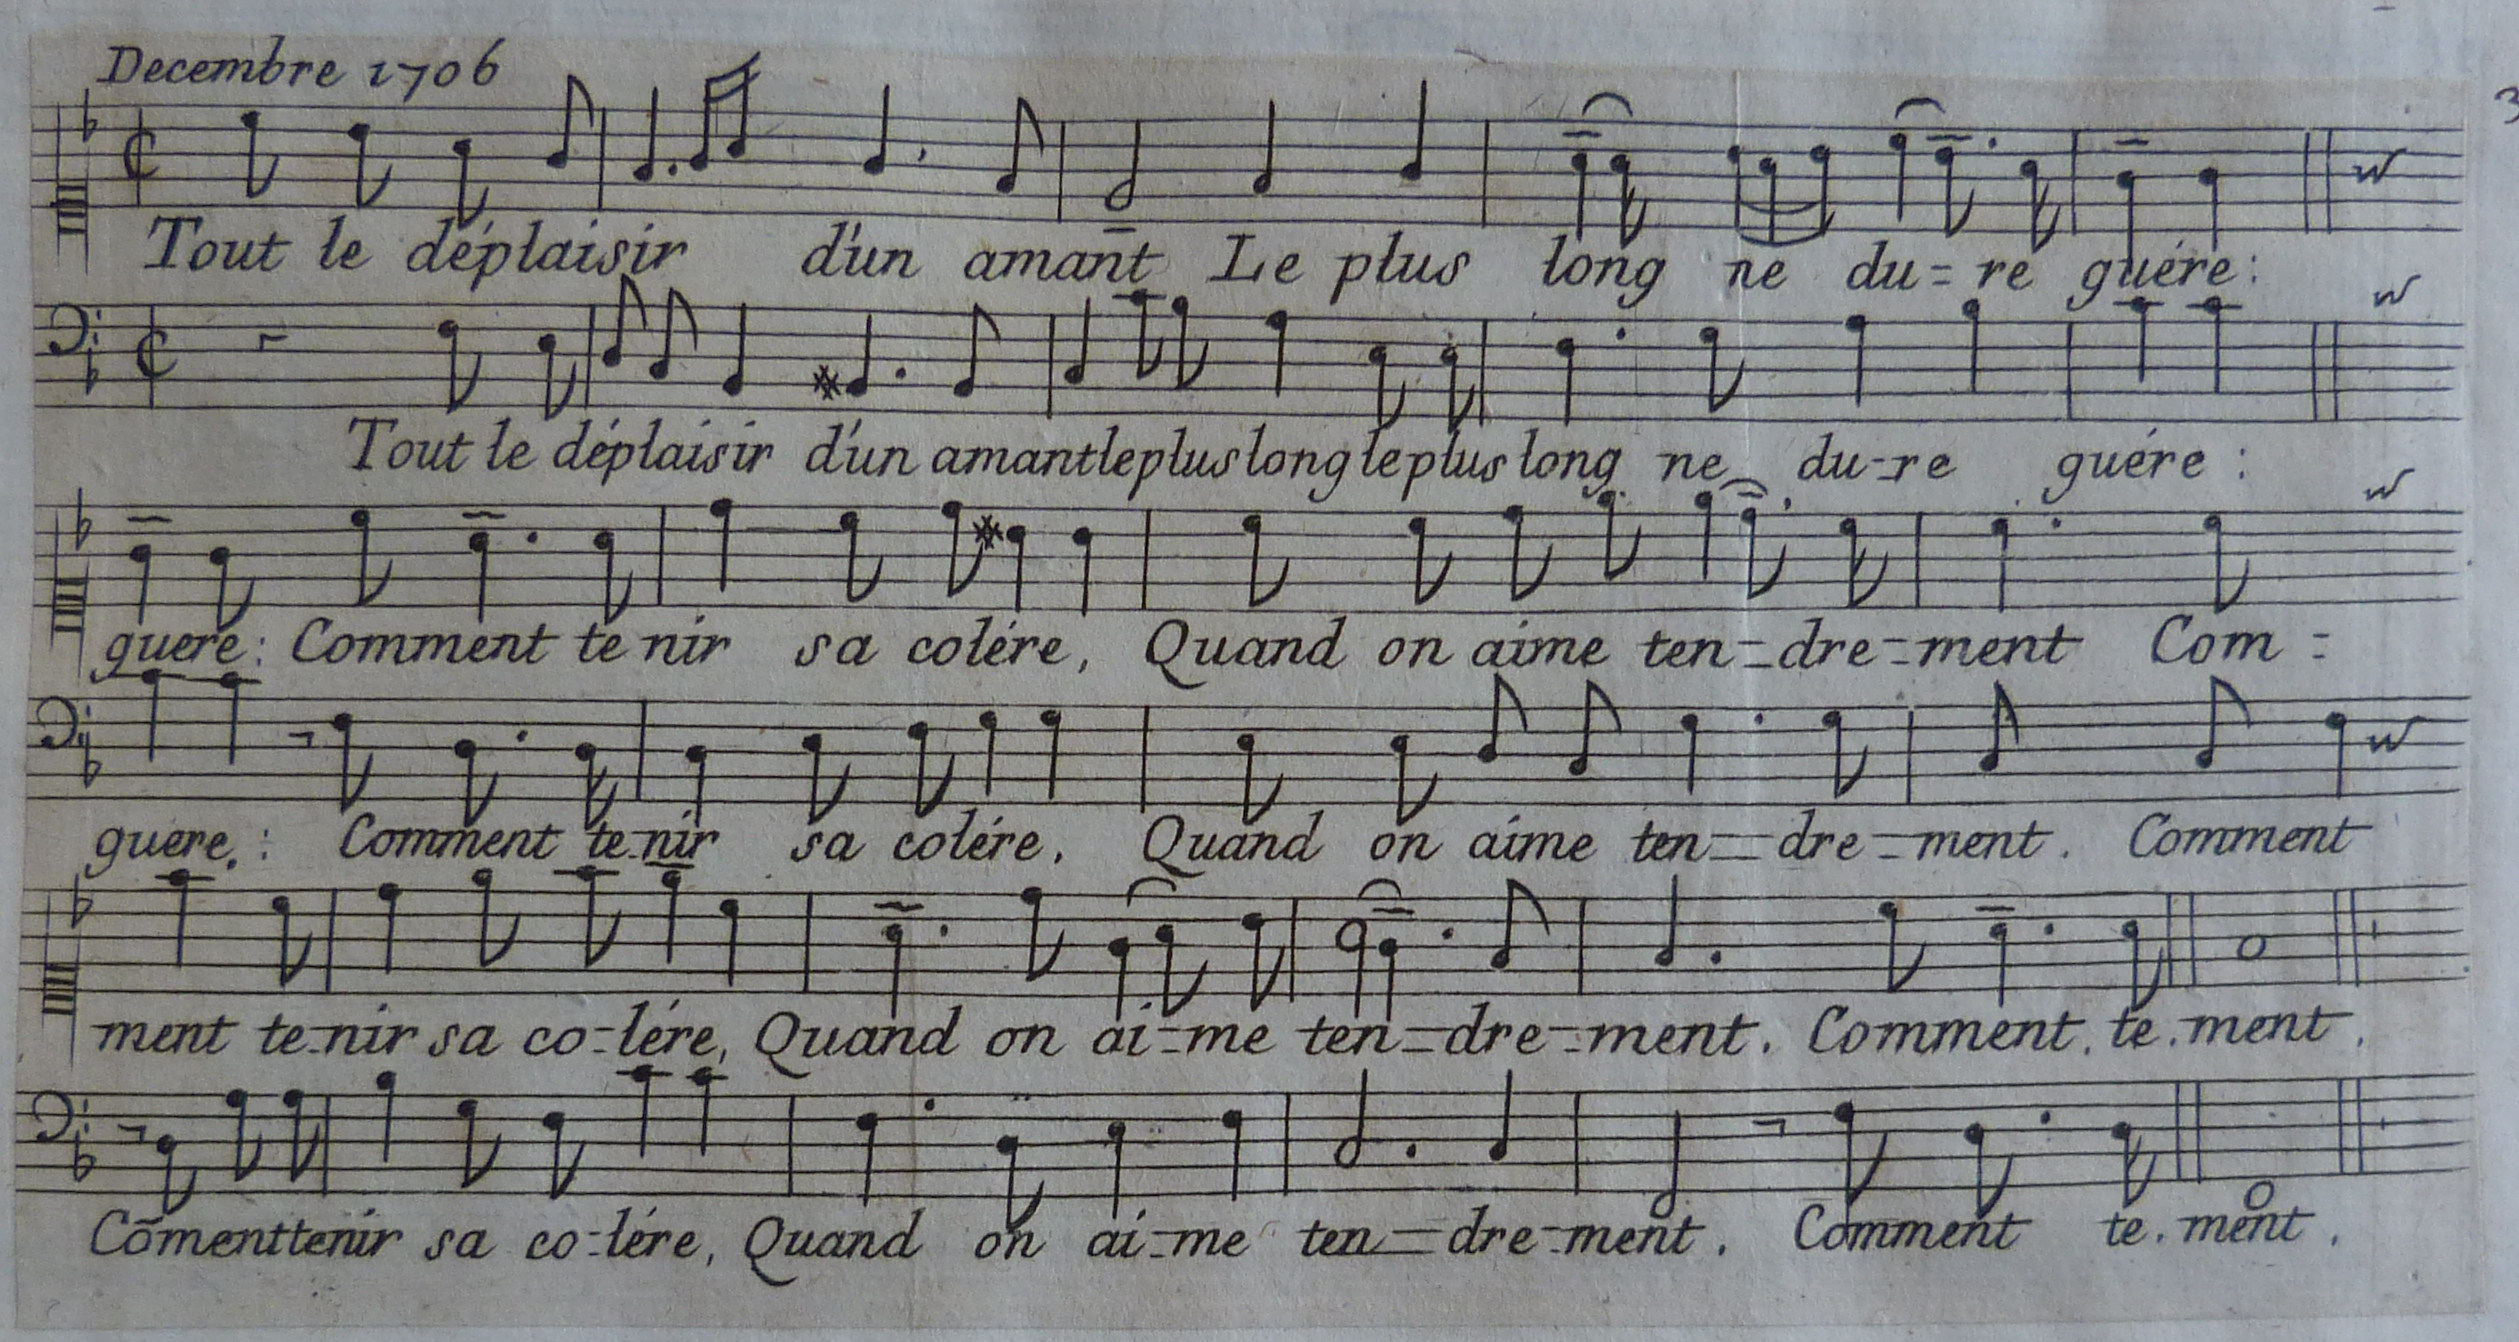 Decembre 1706
3
Tout le déplaisir d'un amant Le plus long ne du=re guére:
Tout le déplaisir d'un amant le plus long le plus long ne du-re guére:
guere: Comment te nir sa colére, Quand on aime ten=dre=ment Com=
guere: Comment te-nir sa colére. Quand on aime ten=dre=ment. Comment
ment te-nir sa co=lére, Quand on ai=me ten=dre=ment. Comment. te. ment.
Cōment tenir sa co=lére, Quand on ai=me ten=dre=ment. Comment te. ment.